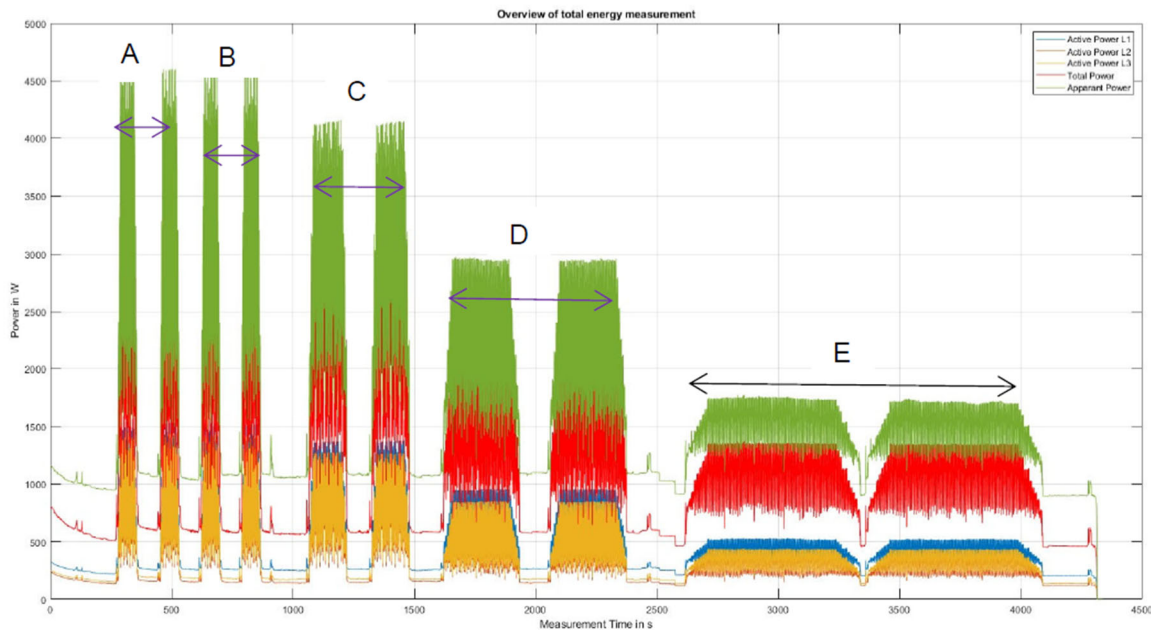 Overview of total energy measurement
5000
4500
4000
3500
3000
2500
2000
1500
1000
500
0
Power in W
A
B
C
D
E
Active Power L1
Active Power L2
Active Power L3
Total Power
Apparant Power
0
500
1000
1500
2000
2500
3000
3500
4000
4500
Measurement Time in s